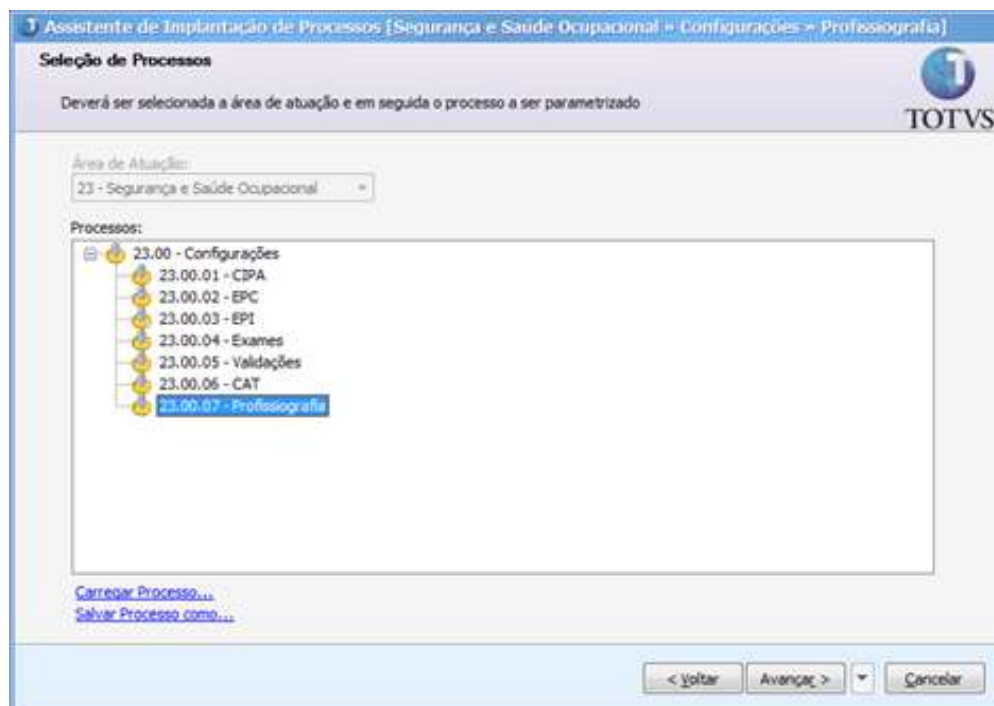 Assistente de Implantação de Processos [Segurança e Saúde Ocupacional » Configurações » Profissiografia]
Seleção de Processos
Deverá ser selecionada a área de atuação e em seguida o processo a ser parametrizado
TOTVS
Área de Atuação:
23 - Segurança e Saúde Ocupacional
Processos:
23.00 - Configurações
23.00.01 - CIPA
23.00.02 - EPC
23.00.03 - EPI
23.00.04 - Exames
23.00.05 - Validações
23.00.06 - CAT
23.00.07 - Profissiografia
Carregar Processo...
Salvar Processo como...
< Voltar Avançar > Cancelar